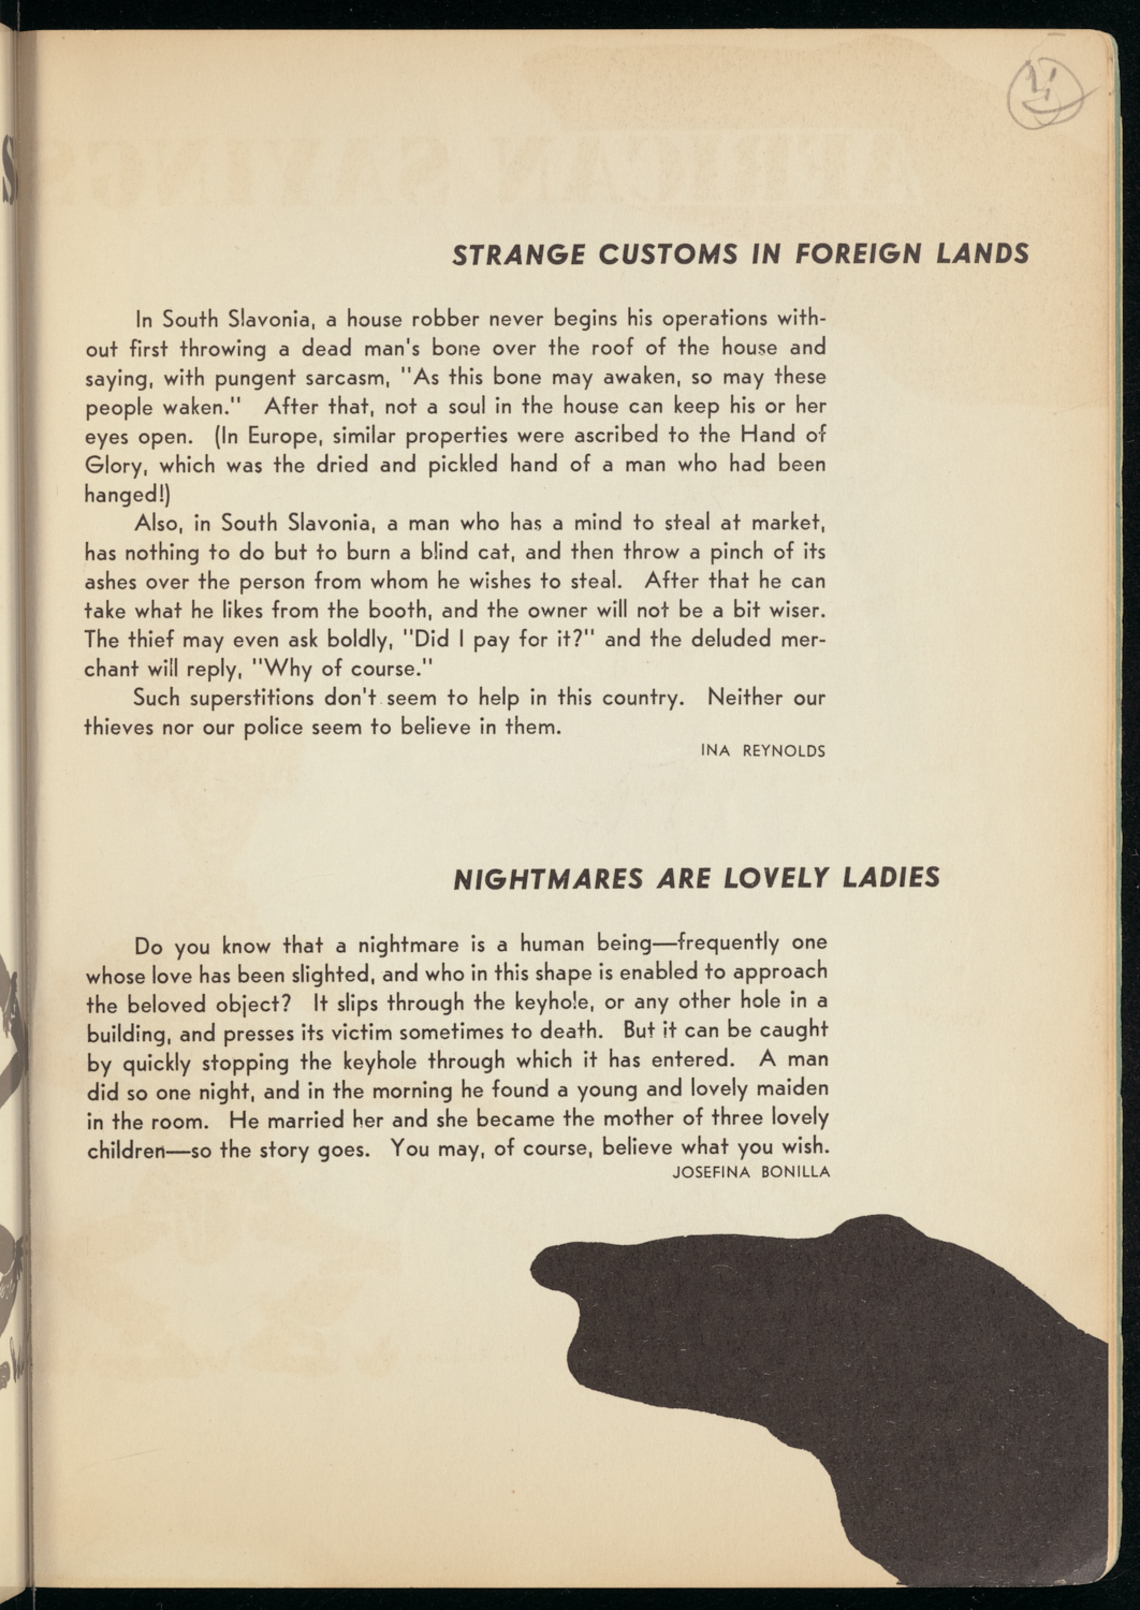 STRANGE CUSTOMS IN FOREIGN LANDS
In South Slavonia, a house robber never begins his operations with-
out first throwing a dead man's bone over the roof of the house and
saying, with pungent sarcasm, "As this bone may awaken, so may these
people waken." After that, not a soul in the house can keep his or her
eyes open. (In Europe, similar properties were ascribed to the Hand of
Glory, which was the dried and pickled hand of a man who had been
hanged!)
Also, in South Slavonia, a man who has a mind to steal at market,
has nothing to do but to burn a blind cat, and then throw a pinch of its
ashes over the person from whom he wishes to steal. After that he can
take what he likes from the booth, and the owner will not be a bit wiser.
The thief may even ask boldly, "Did I pay for it?" and the deluded mer-
chant will reply, "Why of course."
Such superstitions don't seem to help in this country. Neither our
thieves nor our police seem to believe in them.
INA REYNOLDS
NIGHTMARES ARE LOVELY LADIES
Do you know that a nightmare is a human being—frequently one
whose love has been slighted, and who in this shape is enabled to approach
the beloved object? It slips through the keyhole, or any other hole in a
building, and presses its victim sometimes to death. But it can be caught
by quickly stopping the keyhole through which it has entered. A man
did so one night, and in the morning he found a young and lovely maiden
in the room. He married her and she became the mother of three lovely
children—so the story goes. You may, of course, believe what you wish.
JOSEFINA BONILLA